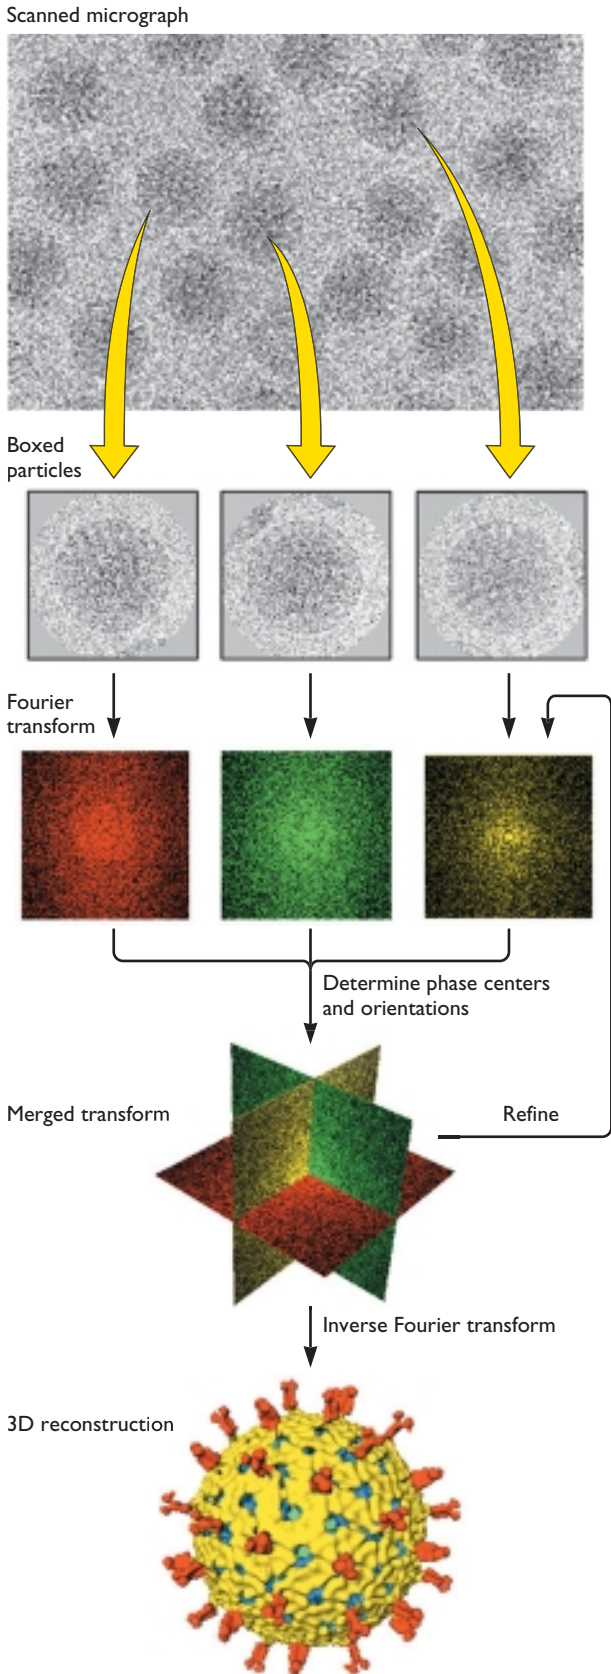 Scanned micrograph
Boxed
particles
Fourier
transform
Determine phase centers
and orientations
Merged transform
Refine
Inverse Fourier transform
3D reconstruction